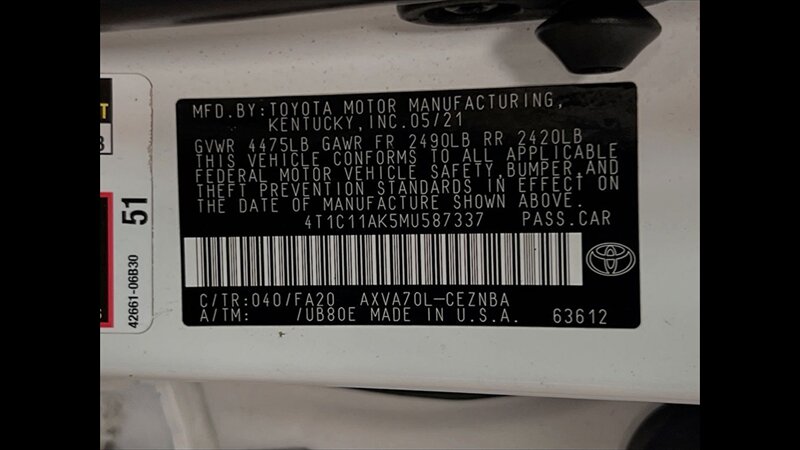 MFD. BY: TOYOTA MOTOR MANUFACTURING,
KENTUCKY, INC. 05/21
GVWR 4475LB GAWR FR 2490LB RR 2420LB
THIS VEHICLE CONFORMS TO ALL APPLICABLE
FEDERAL MOTOR VEHICLE SAFETY, BUMPER, AND
THEFT PREVENTION STANDARDS IN EFFECT ON
THE DATE OF MANUFACTURE SHOWN ABOVE.
4T1C11AK5MU587337 PASS. CAR
C/TR: 040/FA20 AXVA70L-CEZNBA
A/TM: /UB80E MADE IN U.S.A. 63612
51
42661-06B30